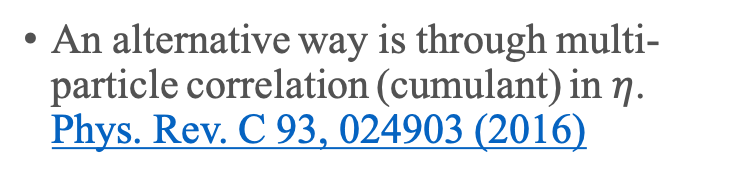 • An alternative way is through multi-
particle correlation (cumulant) in η.
Phys. Rev. C 93, 024903 (2016)